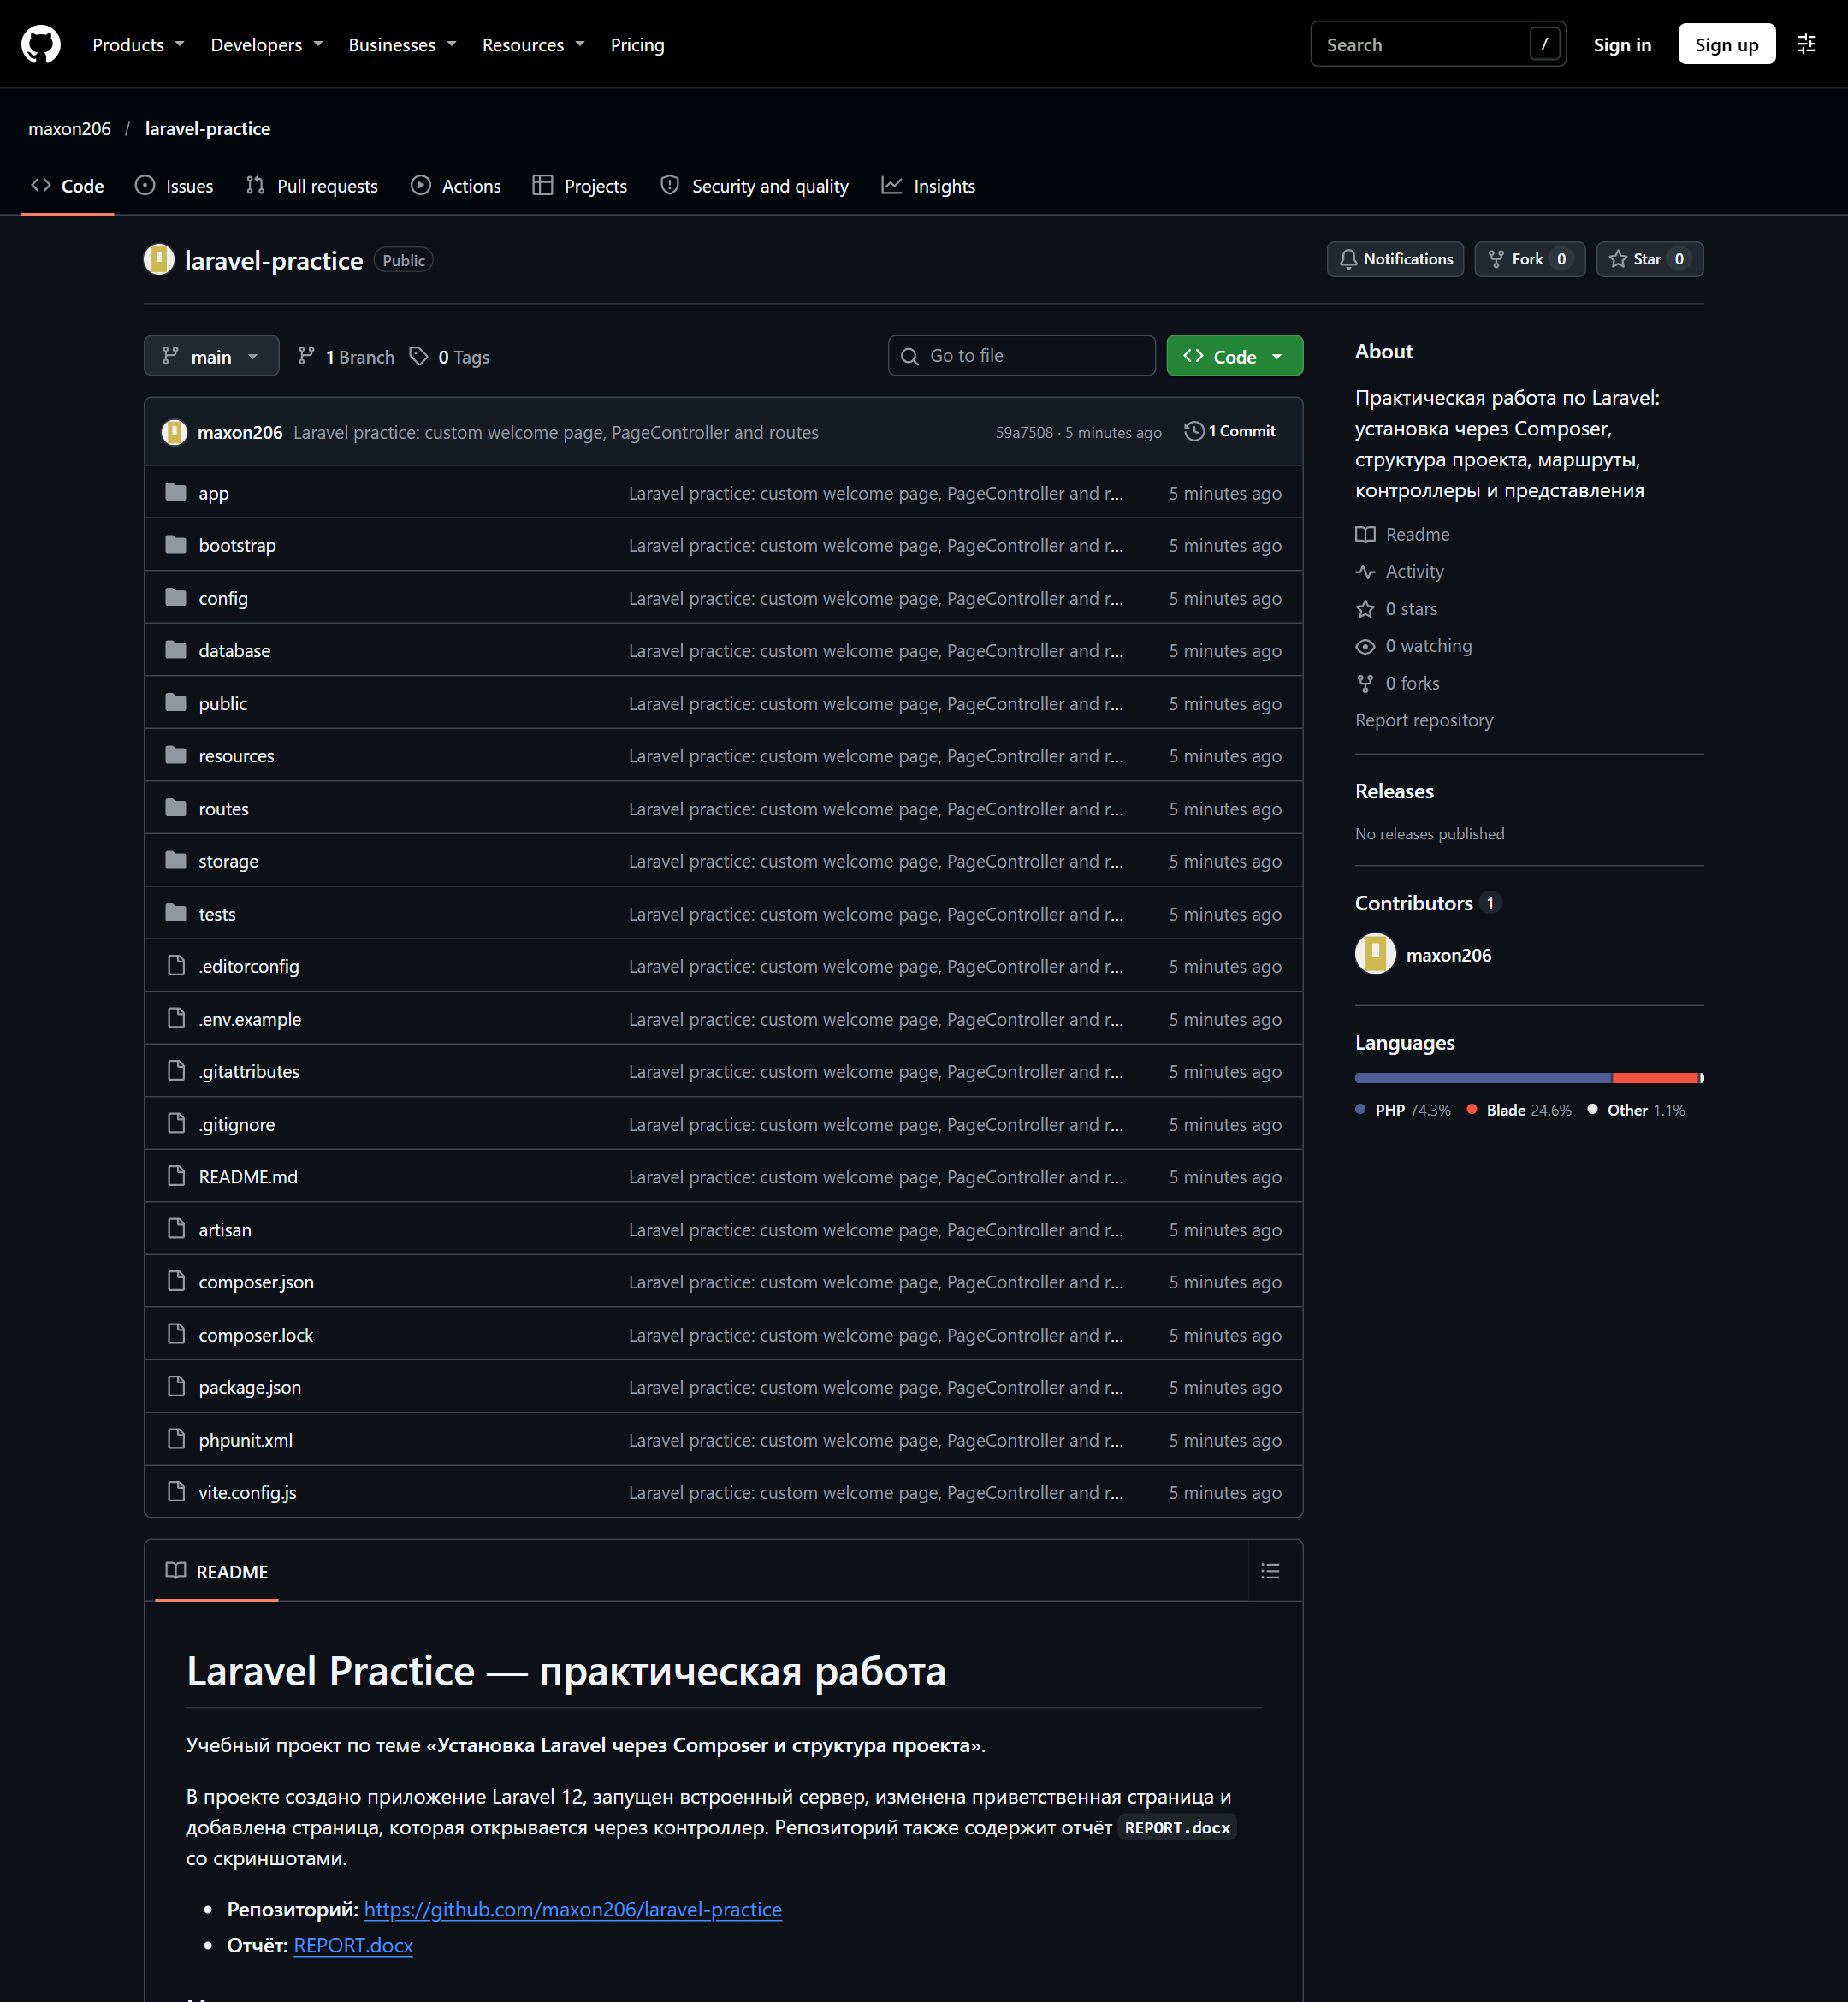 Products Developers Businesses Resources Pricing Search / Sign in Sign up
maxon206 / laravel-practice
Code Issues Pull requests Actions Projects Security and quality Insights
laravel-practice Public Notifications Fork 0 Star 0
main 1 Branch 0 Tags Go to file Code
maxon206 Laravel practice: custom welcome page, PageController and routes 59a7508 · 5 minutes ago 1 Commit
app Laravel practice: custom welcome page, PageController and r... 5 minutes ago
bootstrap Laravel practice: custom welcome page, PageController and r... 5 minutes ago
config Laravel practice: custom welcome page, PageController and r... 5 minutes ago
database Laravel practice: custom welcome page, PageController and r... 5 minutes ago
public Laravel practice: custom welcome page, PageController and r... 5 minutes ago
resources Laravel practice: custom welcome page, PageController and r... 5 minutes ago
routes Laravel practice: custom welcome page, PageController and r... 5 minutes ago
storage Laravel practice: custom welcome page, PageController and r... 5 minutes ago
tests Laravel practice: custom welcome page, PageController and r... 5 minutes ago
.editorconfig Laravel practice: custom welcome page, PageController and r... 5 minutes ago
.env.example Laravel practice: custom welcome page, PageController and r... 5 minutes ago
.gitattributes Laravel practice: custom welcome page, PageController and r... 5 minutes ago
.gitignore Laravel practice: custom welcome page, PageController and r... 5 minutes ago
README.md Laravel practice: custom welcome page, PageController and r... 5 minutes ago
artisan Laravel practice: custom welcome page, PageController and r... 5 minutes ago
composer.json Laravel practice: custom welcome page, PageController and r... 5 minutes ago
composer.lock Laravel practice: custom welcome page, PageController and r... 5 minutes ago
package.json Laravel practice: custom welcome page, PageController and r... 5 minutes ago
phpunit.xml Laravel practice: custom welcome page, PageController and r... 5 minutes ago
vite.config.js Laravel practice: custom welcome page, PageController and r... 5 minutes ago
README
Laravel Practice — практическая работа
Учебный проект по теме «Установка Laravel через Composer и структура проекта».
В проекте создано приложение Laravel 12, запущен встроенный сервер, изменена приветственная страница и
добавлена страница, которая открывается через контроллер. Репозиторий также содержит отчёт REPORT.docx
со скриншотами.
• Репозиторий: https://github.com/maxon206/laravel-practice
• Отчёт: REPORT.docx
About
Практическая работа по Laravel:
установка через Composer,
структура проекта, маршруты,
контроллеры и представления
Readme
Activity
0 stars
0 watching
0 forks
Report repository
Releases
No releases published
Contributors 1
maxon206
Languages
PHP 74.3% Blade 24.6% Other 1.1%